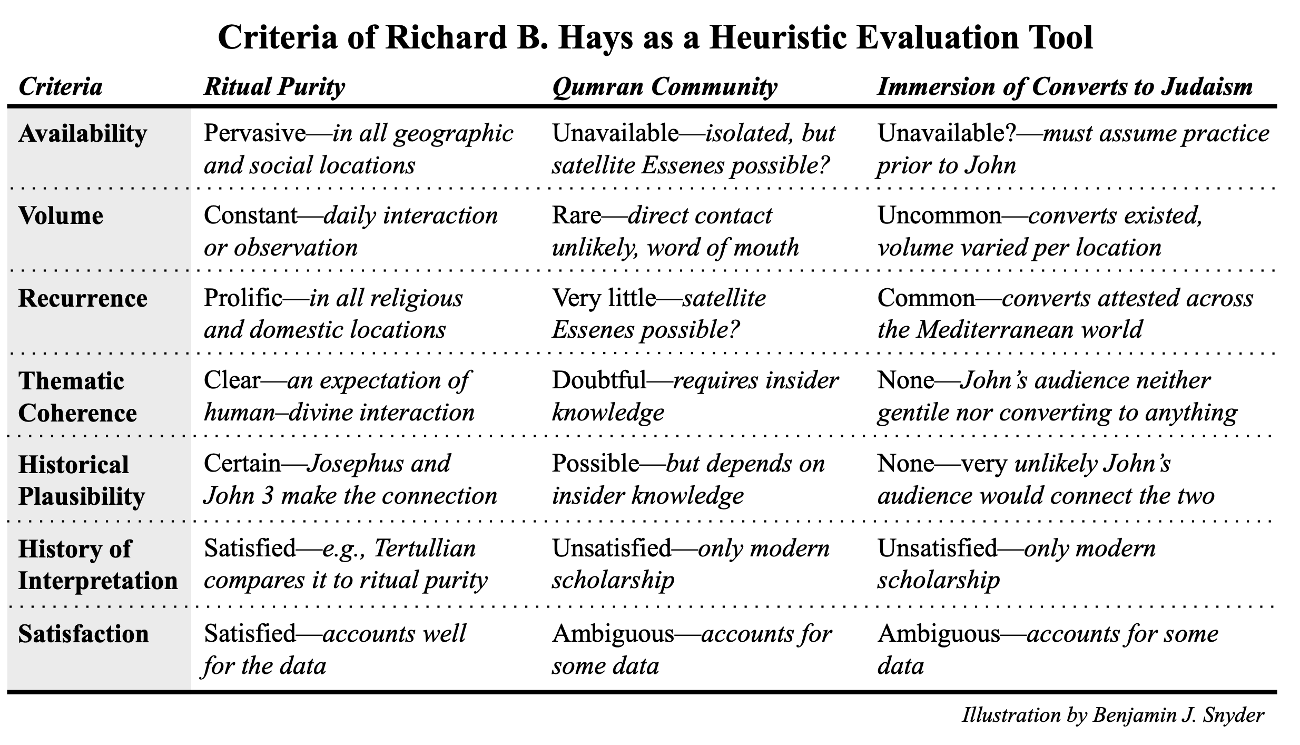 Criteria of Richard B. Hays as a Heuristic Evaluation Tool
Criteria Ritual Purity Qumran Community Immersion of Converts to Judaism
Availability Pervasive—in all geographic Unavailable—isolated, but Unavailable?—must assume practice
and social locations satellite Essenes possible? prior to John
Volume Constant—daily interaction Rare—direct contact Uncommon—converts existed,
or observation unlikely, word of mouth volume varied per location
Recurrence Prolific—in all religious Very little—satellite Common—converts attested across
and domestic locations Essenes possible? the Mediterranean world
Thematic Clear—an expectation of Doubtful—requires insider None—John’s audience neither
Coherence human–divine interaction knowledge gentile nor converting to anything
Historical Certain—Josephus and Possible—but depends on None—very unlikely John’s
Plausibility John 3 make the connection insider knowledge audience would connect the two
History of Satisfied—e.g., Tertullian Unsatisfied—only modern Unsatisfied—only modern
Interpretation compares it to ritual purity scholarship scholarship
Satisfaction Satisfied—accounts well Ambiguous—accounts for Ambiguous—accounts for some
for the data some data data
Illustration by Benjamin J. Snyder